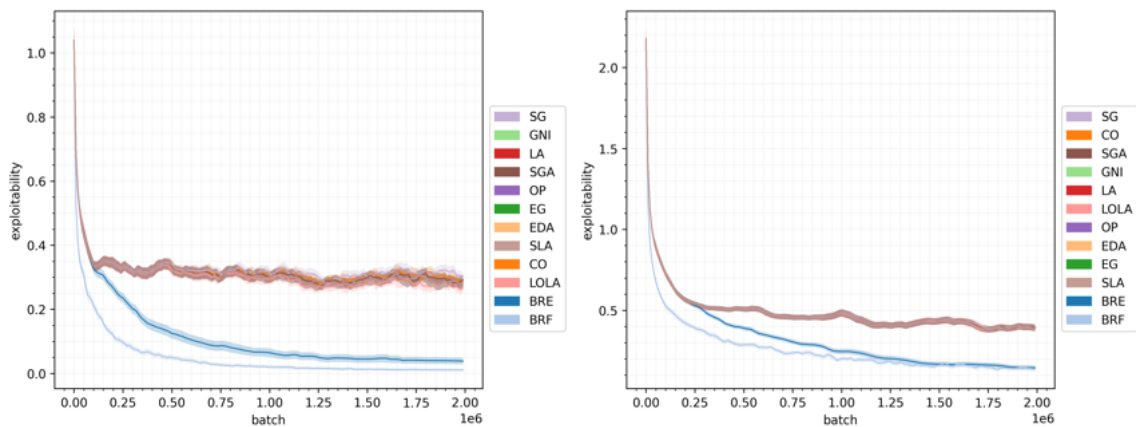 1.0
0.8
0.6
0.4
0.2
0.0
exploitability
0.00 0.25 0.50 0.75 1.00 1.25 1.50 1.75 2.00
batch
1e6
SG
GNI
LA
SGA
OP
EG
EDA
SLA
CO
LOLA
BRE
BRF
2.0
1.5
1.0
0.5
exploitability
0.00 0.25 0.50 0.75 1.00 1.25 1.50 1.75 2.00
batch
1e6
SG
CO
SGA
GNI
LA
LOLA
OP
EDA
EG
SLA
BRE
BRF